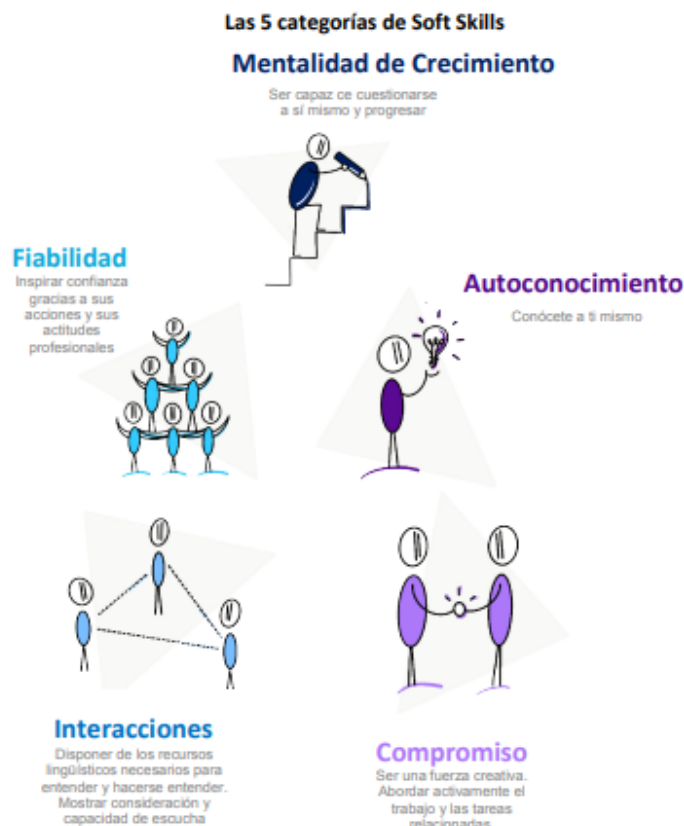 Las 5 categorías de Soft Skills
Mentalidad de Crecimiento
Ser capaz ce cuestionarse
a sí mismo y progresar
Fiabilidad
Inspirar confianza
gracias a sus
acciones y sus
actitudes
profesionales
Autoconocimiento
Conócete a ti mismo
Interacciones
Disponer de los recursos
lingüísticos necesarios para
entender y hacerse entender.
Mostrar consideración y
capacidad de escucha
Compromiso
Ser una fuerza creativa.
Abordar activamente el
trabajo y las tareas
relacionadas